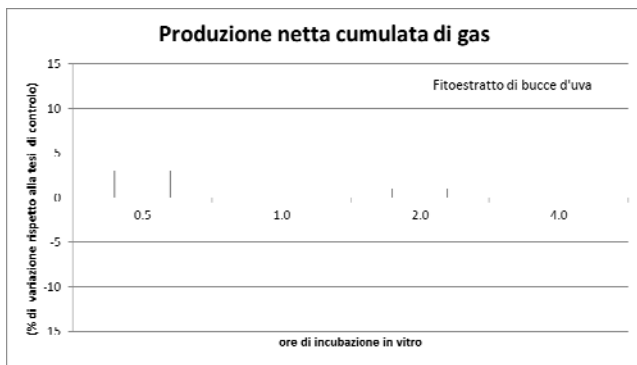 Produzione netta cumulata di gas
15
Fitoestratto di bucce d'uva
10
5
0
0.5 1.0 2.0 4.0
-5
-10
15
(% di variazione rispetto alla tesi di controlo)
ore di incubazione in vitro